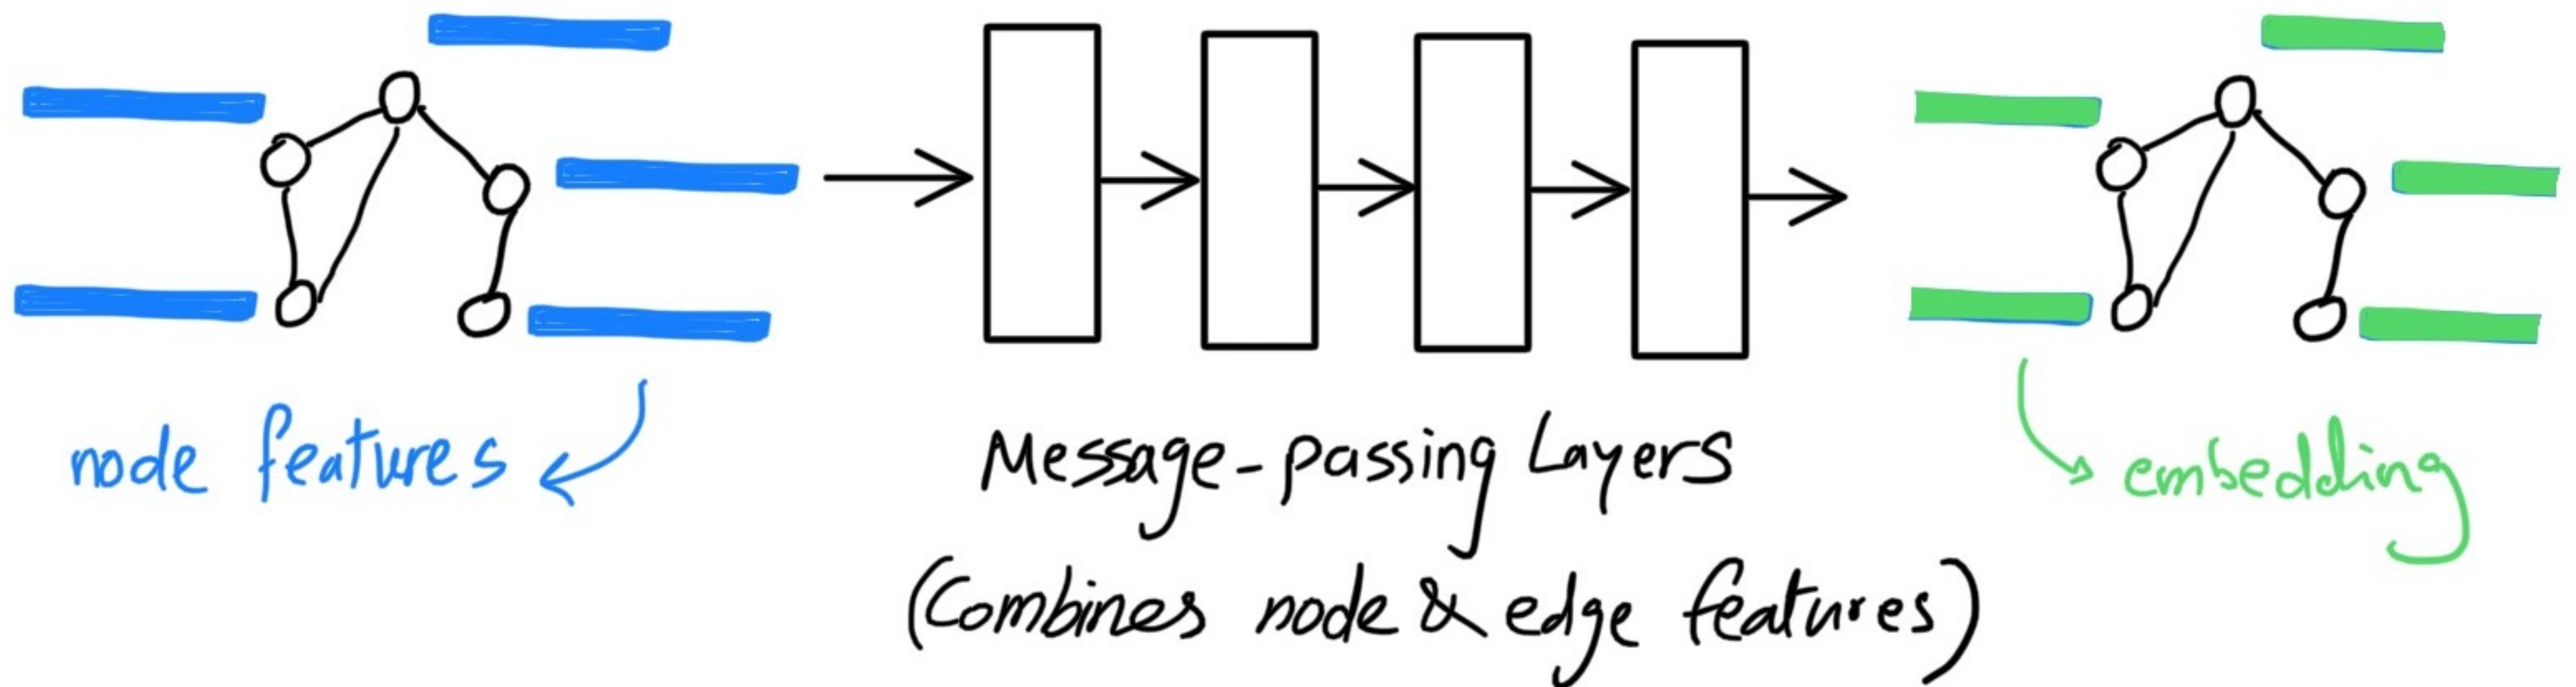 node features
Message-passing Layers
(Combines node & edge features)
embedding